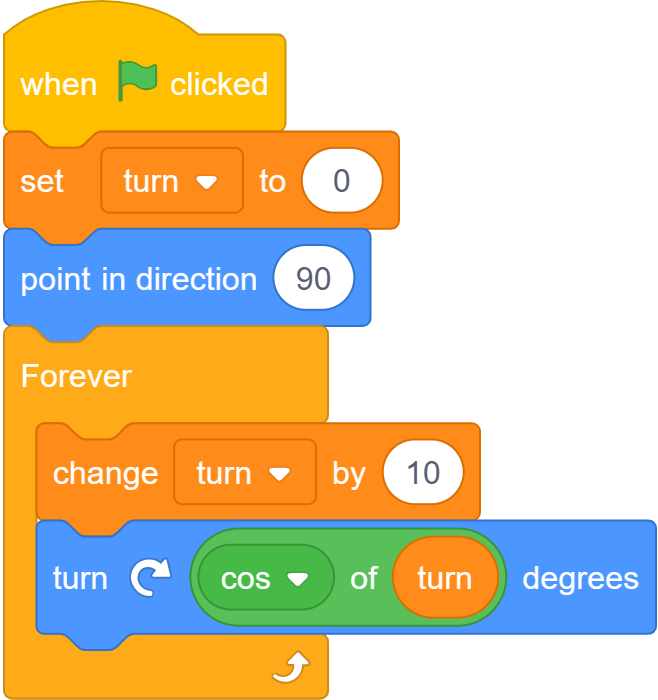 when clicked
set turn to 0
point in direction 90
Forever
change turn by 10
turn cos of turn degrees